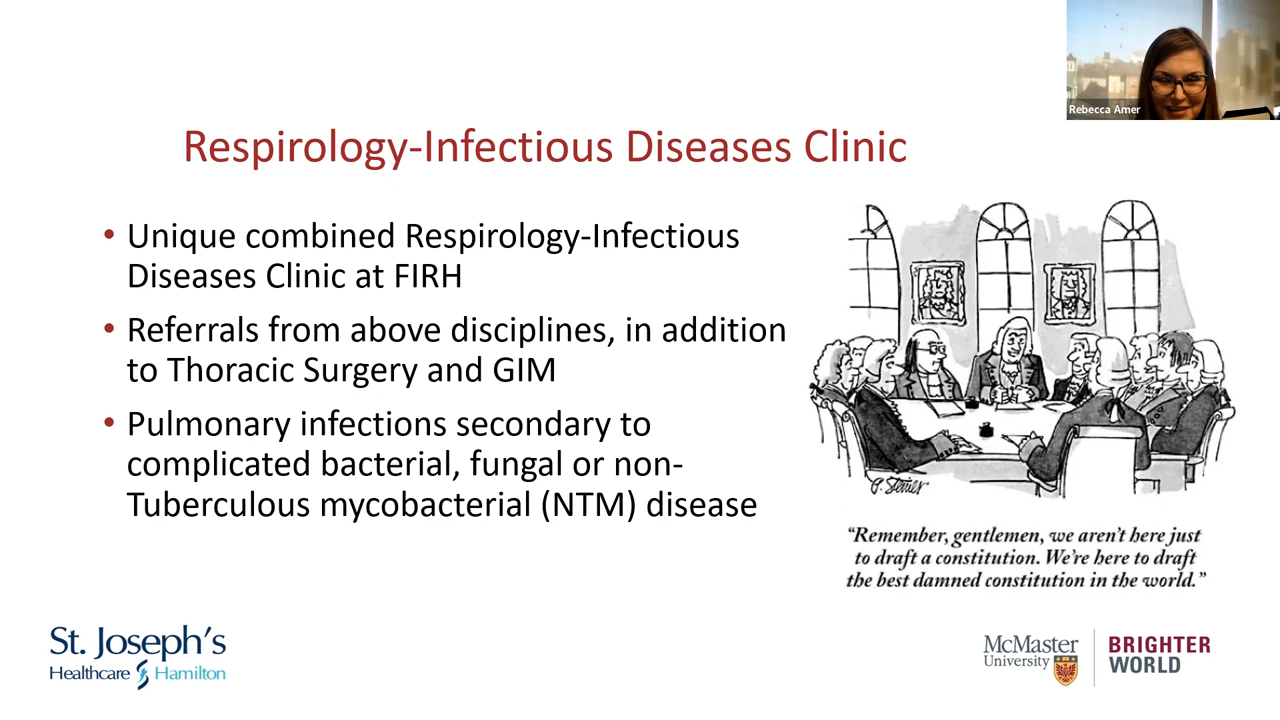 Rebecca Amer
Respirology-Infectious Diseases Clinic
• Unique combined Respirology-Infectious
Diseases Clinic at FIRH
• Referrals from above disciplines, in addition
to Thoracic Surgery and GIM
• Pulmonary infections secondary to
complicated bacterial, fungal or non-
Tuberculous mycobacterial (NTM) disease
“Remember, gentlemen, we aren’t here just
to draft a constitution. We’re here to draft
the best damned constitution in the world.”
St. Joseph’s
Healthcare Hamilton
McMaster
University
BRIGHTER
WORLD